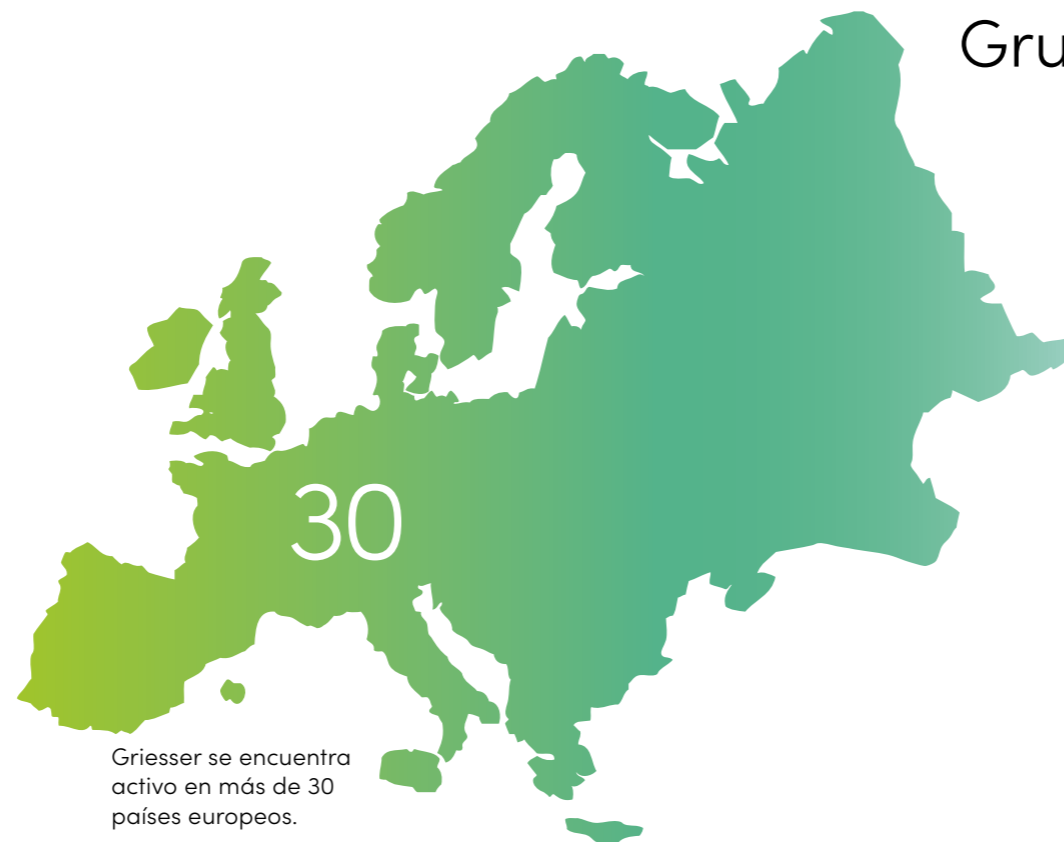 Gru
30
Griesser se encuentra
activo en más de 30
países europeos.